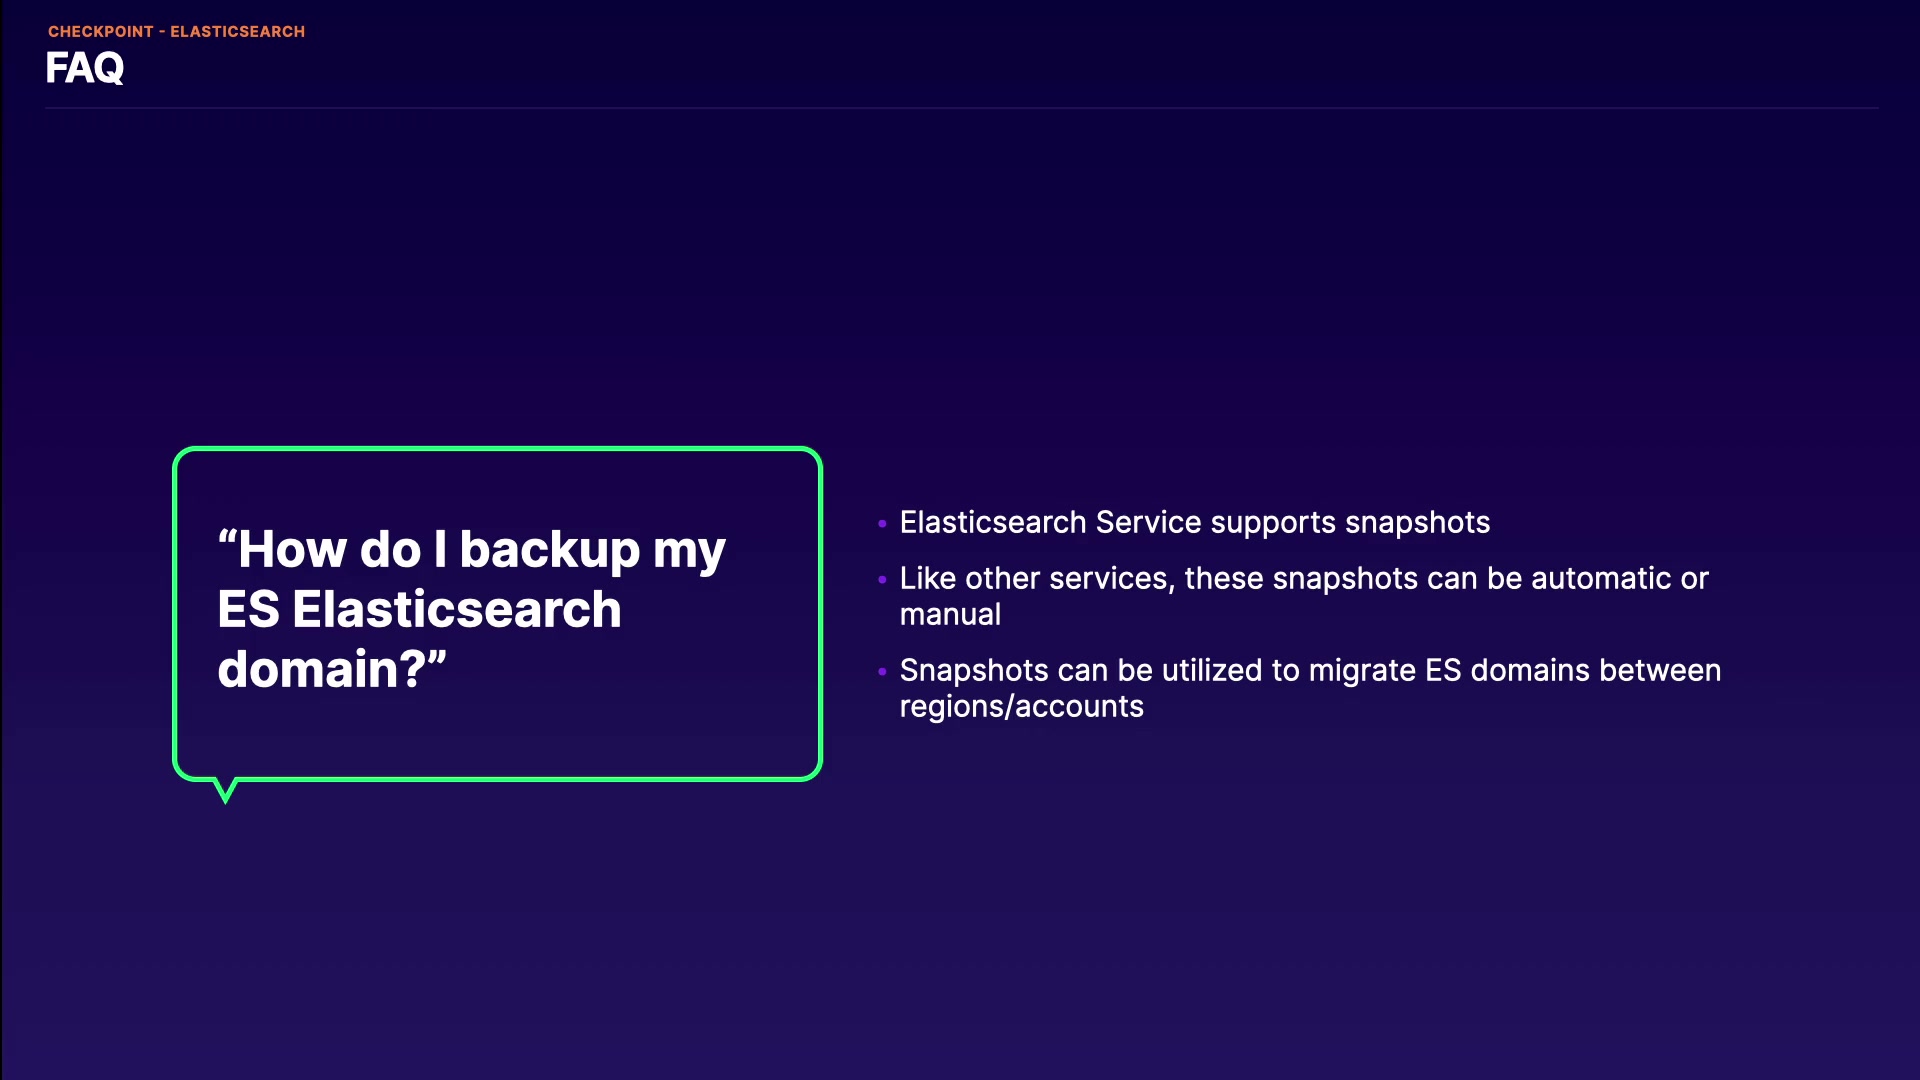 CHECKPOINT - ELASTICSEARCH
FAQ
“How do I backup my
ES Elasticsearch
domain?”
• Elasticsearch Service supports snapshots
• Like other services, these snapshots can be automatic or
manual
• Snapshots can be utilized to migrate ES domains between
regions/accounts